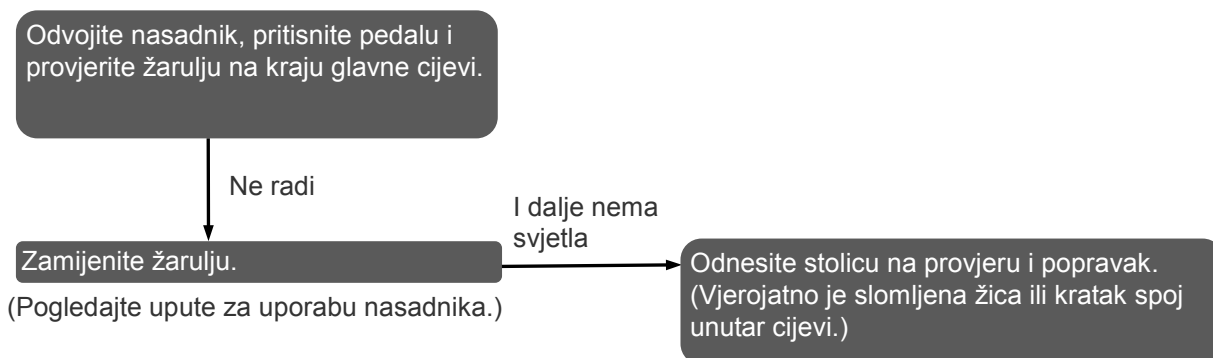 Odvojite nasadnik, pritisnite pedalu i
provjerite žarulju na kraju glavne cijevi.
Ne radi
Zamijenite žarulju.
(Pogledajte upute za uporabu nasadnika.)
I dalje nema
svjetla
Odnesite stolicu na provjeru i popravak.
(Vjerojatno je slomljena žica ili kratak spoj
unutar cijevi.)